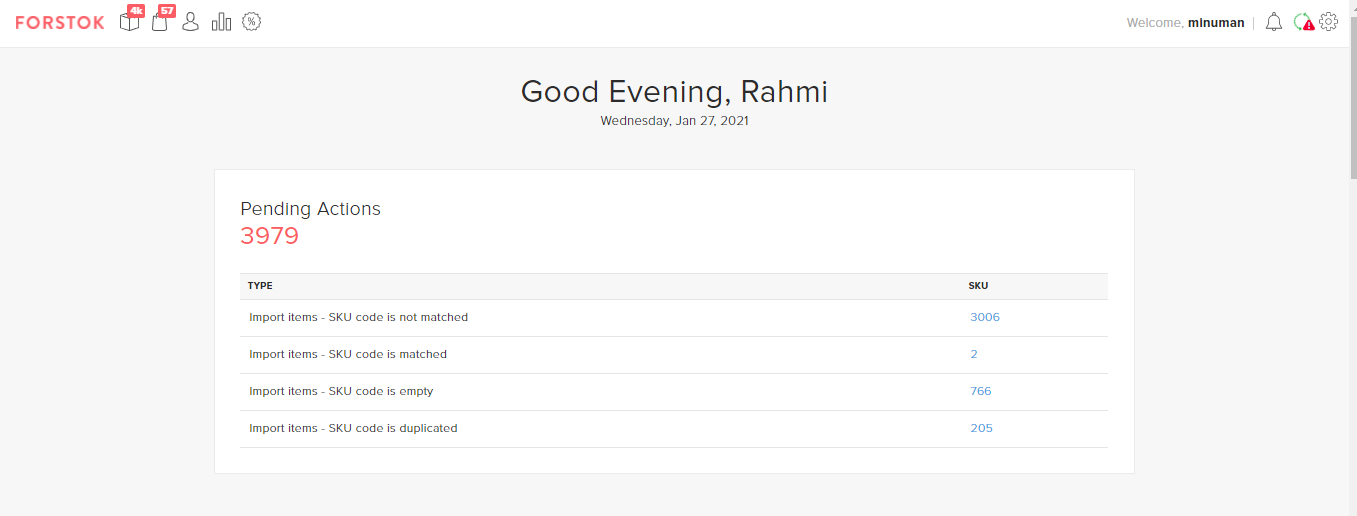 FORSTOK 4k 57 % Welcome, minuman
Good Evening, Rahmi
Wednesday, Jan 27, 2021
Pending Actions
3979
TYPE SKU
Import items - SKU code is not matched 3006
Import items - SKU code is matched 2
Import items - SKU code is empty 766
Import items - SKU code is duplicated 205